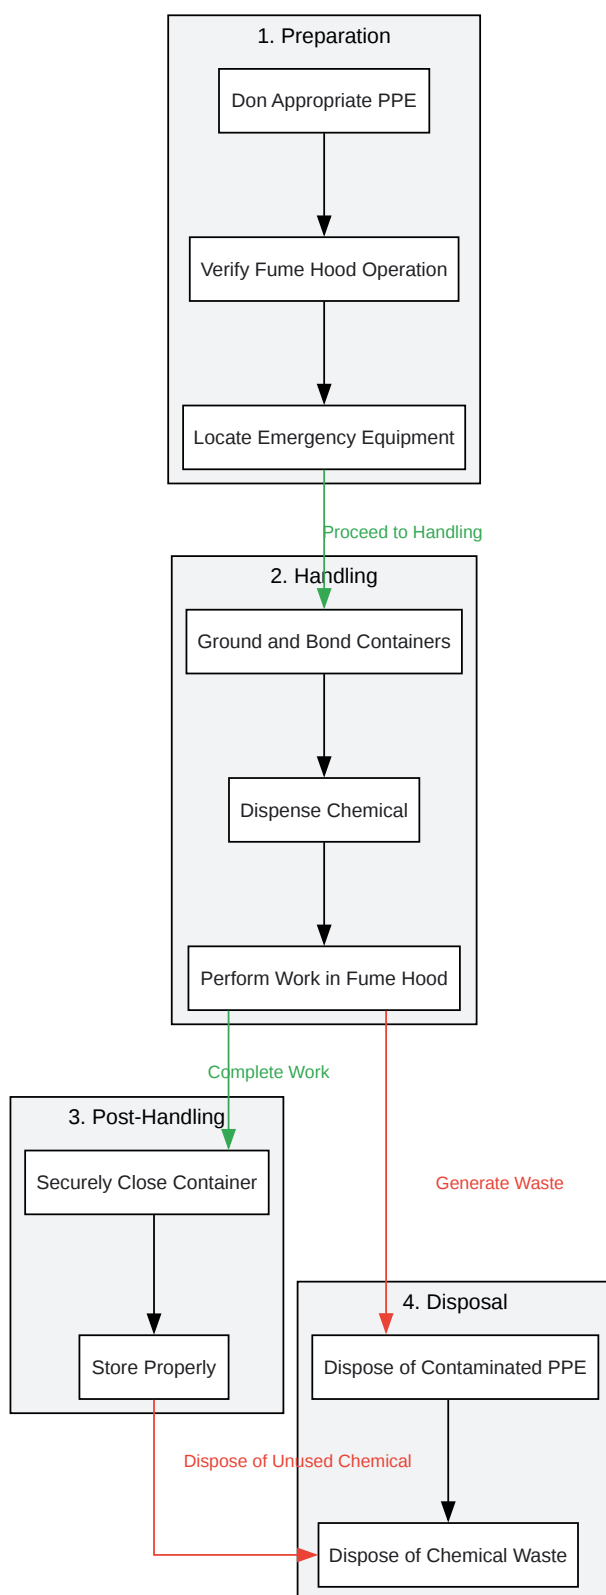 1. Preparation
Don Appropriate PPE
Verify Fume Hood Operation
Locate Emergency Equipment
Proceed to Handling
2. Handling
Ground and Bond Containers
Dispense Chemical
Perform Work in Fume Hood
Complete Work
3. Post-Handling
Securely Close Container
Generate Waste
4. Disposal
Store Properly
Dispose of Contaminated PPE
Dispose of Unused Chemical
Dispose of Chemical Waste